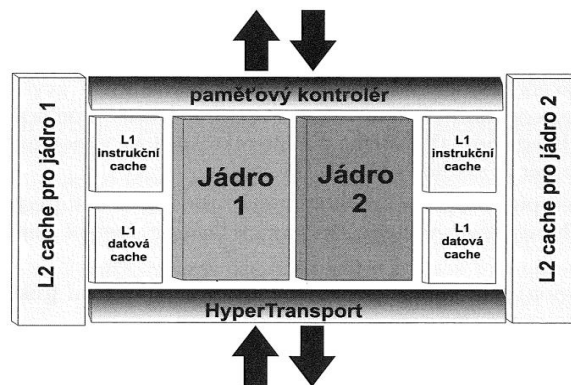 paměťový kontrolér
L2 cache pro jádro 1
L1
instrukční
cache
L1
datová
cache
Jádro
1
Jádro
2
L1
instrukční
cache
L1
datová
cache
L2 cache pro jádro 2
HyperTransport